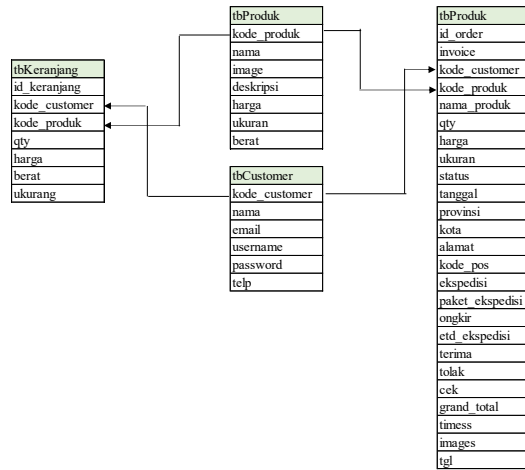 tbKeranjang
id_keranjang
kode_customer
kode_produk
qty
harga
berat
ukurang
tbProduk
kode_produk
nama
image
deskripsi
harga
ukuran
berat
tbCustomer
kode_customer
nama
email
username
password
telp
tbProduk
id_order
invoice
kode_customer
kode_produk
nama_produk
qty
harga
ukuran
status
tanggal
provinsi
kota
alamat
kode_pos
ekspedisi
paket_ekspedisi
ongkir
etd_ekspedisi
terima
tolak
cek
grand_total
timess
images
tgl